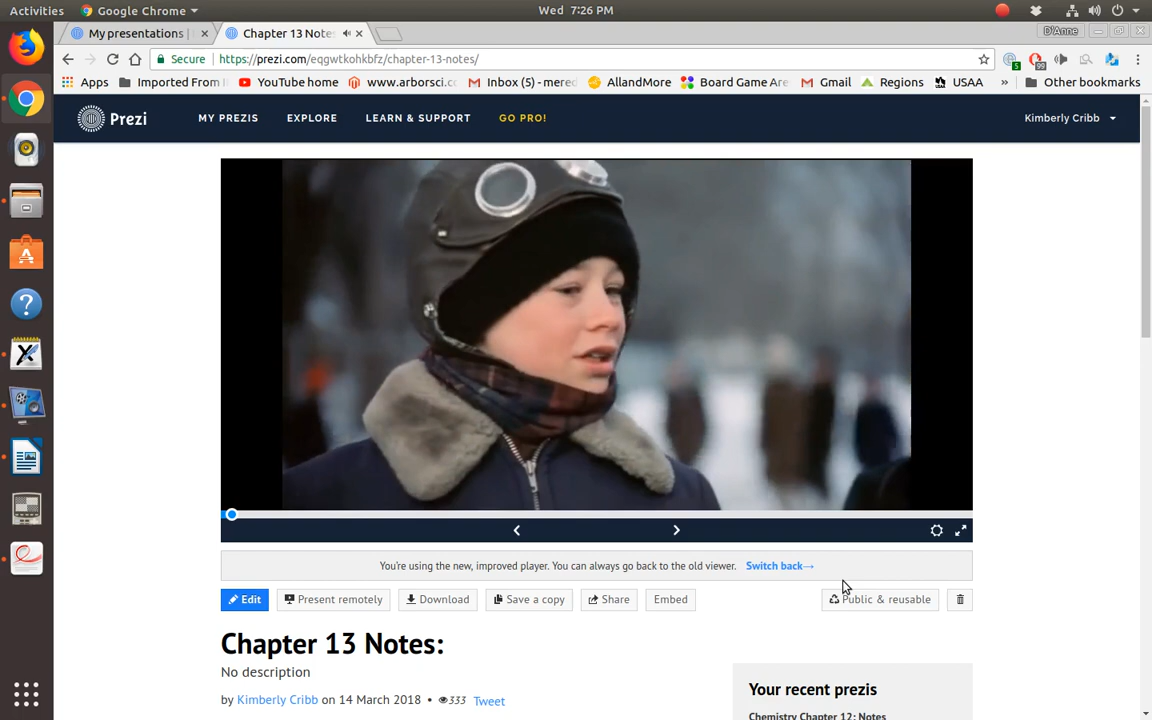 Activities Google Chrome Wed 7:26 PM
My presentations Chapter 13 Note D'Anne
Secure https://prezi.com/eqgwtkohkbfz/chapter-13-notes/ 5 99
Apps Imported From YouTube home www.arborsci.c Inbox (5) - mere AllandMore Board Game Are Gmail Regions USAA » Other bookmarks
Prezi MY PREZIS EXPLORE LEARN & SUPPORT GO PRO! Kimberly Cribb
You're using the new, improved player. You can always go back to the old viewer. Switch back→
Edit Present remotely Download Save a copy Share Embed Public & reusable
Chapter 13 Notes:
No description
by Kimberly Cribb on 14 March 2018 • 333 Tweet
Your recent prezis
Chemistry Chapter 12: Notes